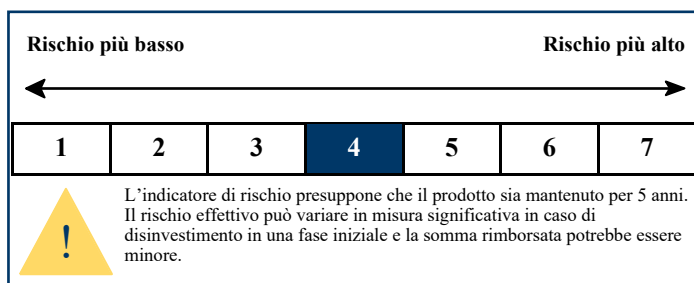 Rischio più basso Rischio più alto
1 2 3 4 5 6 7
! L’indicatore di rischio presuppone che il prodotto sia mantenuto per 5 anni.
Il rischio effettivo può variare in misura significativa in caso di
disinvestimento in una fase iniziale e la somma rimborsata potrebbe essere
minore.